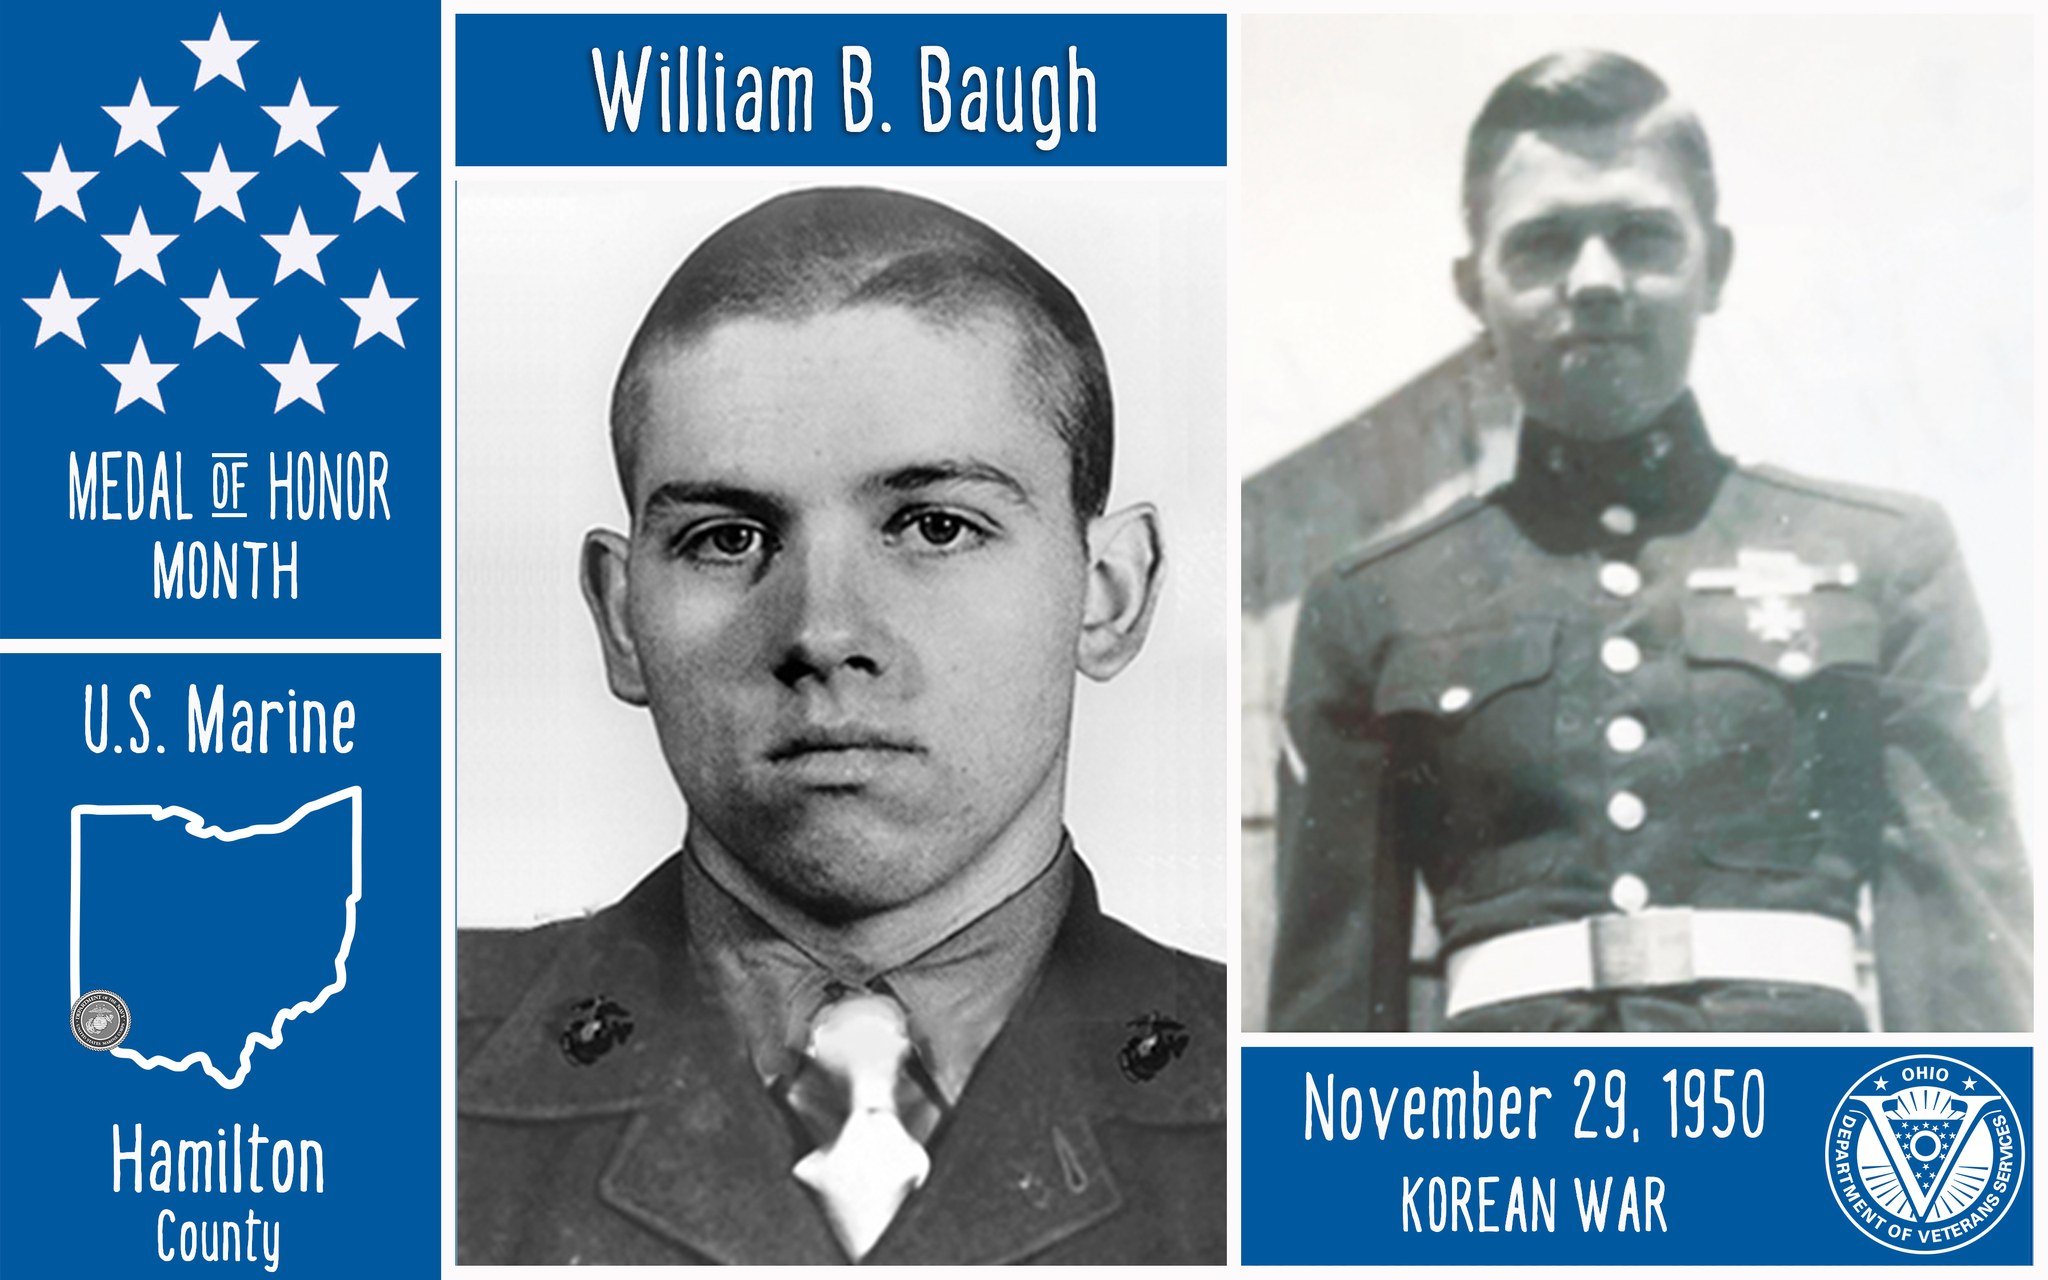 MEDAL OF HONOR
MONTH
U.S. Marine
Hamilton
County
William B. Baugh
November 29, 1950
KOREAN WAR
OHIO
DEPARTMENT OF VETERANS SERVICES